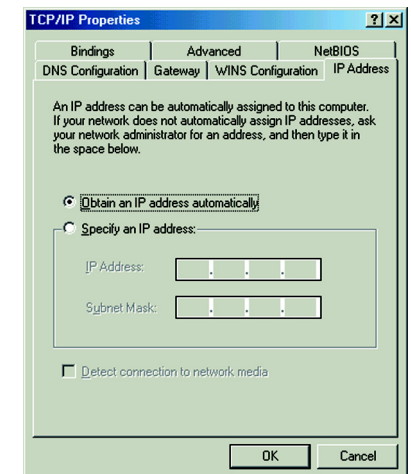 TCP/IP Properties
Bindings Advanced NetBIOS
DNS Configuration Gateway WINS Configuration IP Address
An IP address can be automatically assigned to this computer.
If your network does not automatically assign IP addresses, ask
your network administrator for an address, and then type it in
the space below.
Obtain an IP address automatically
Specify an IP address:
IP Address:
Subnet Mask:
Detect connection to network media
OK Cancel